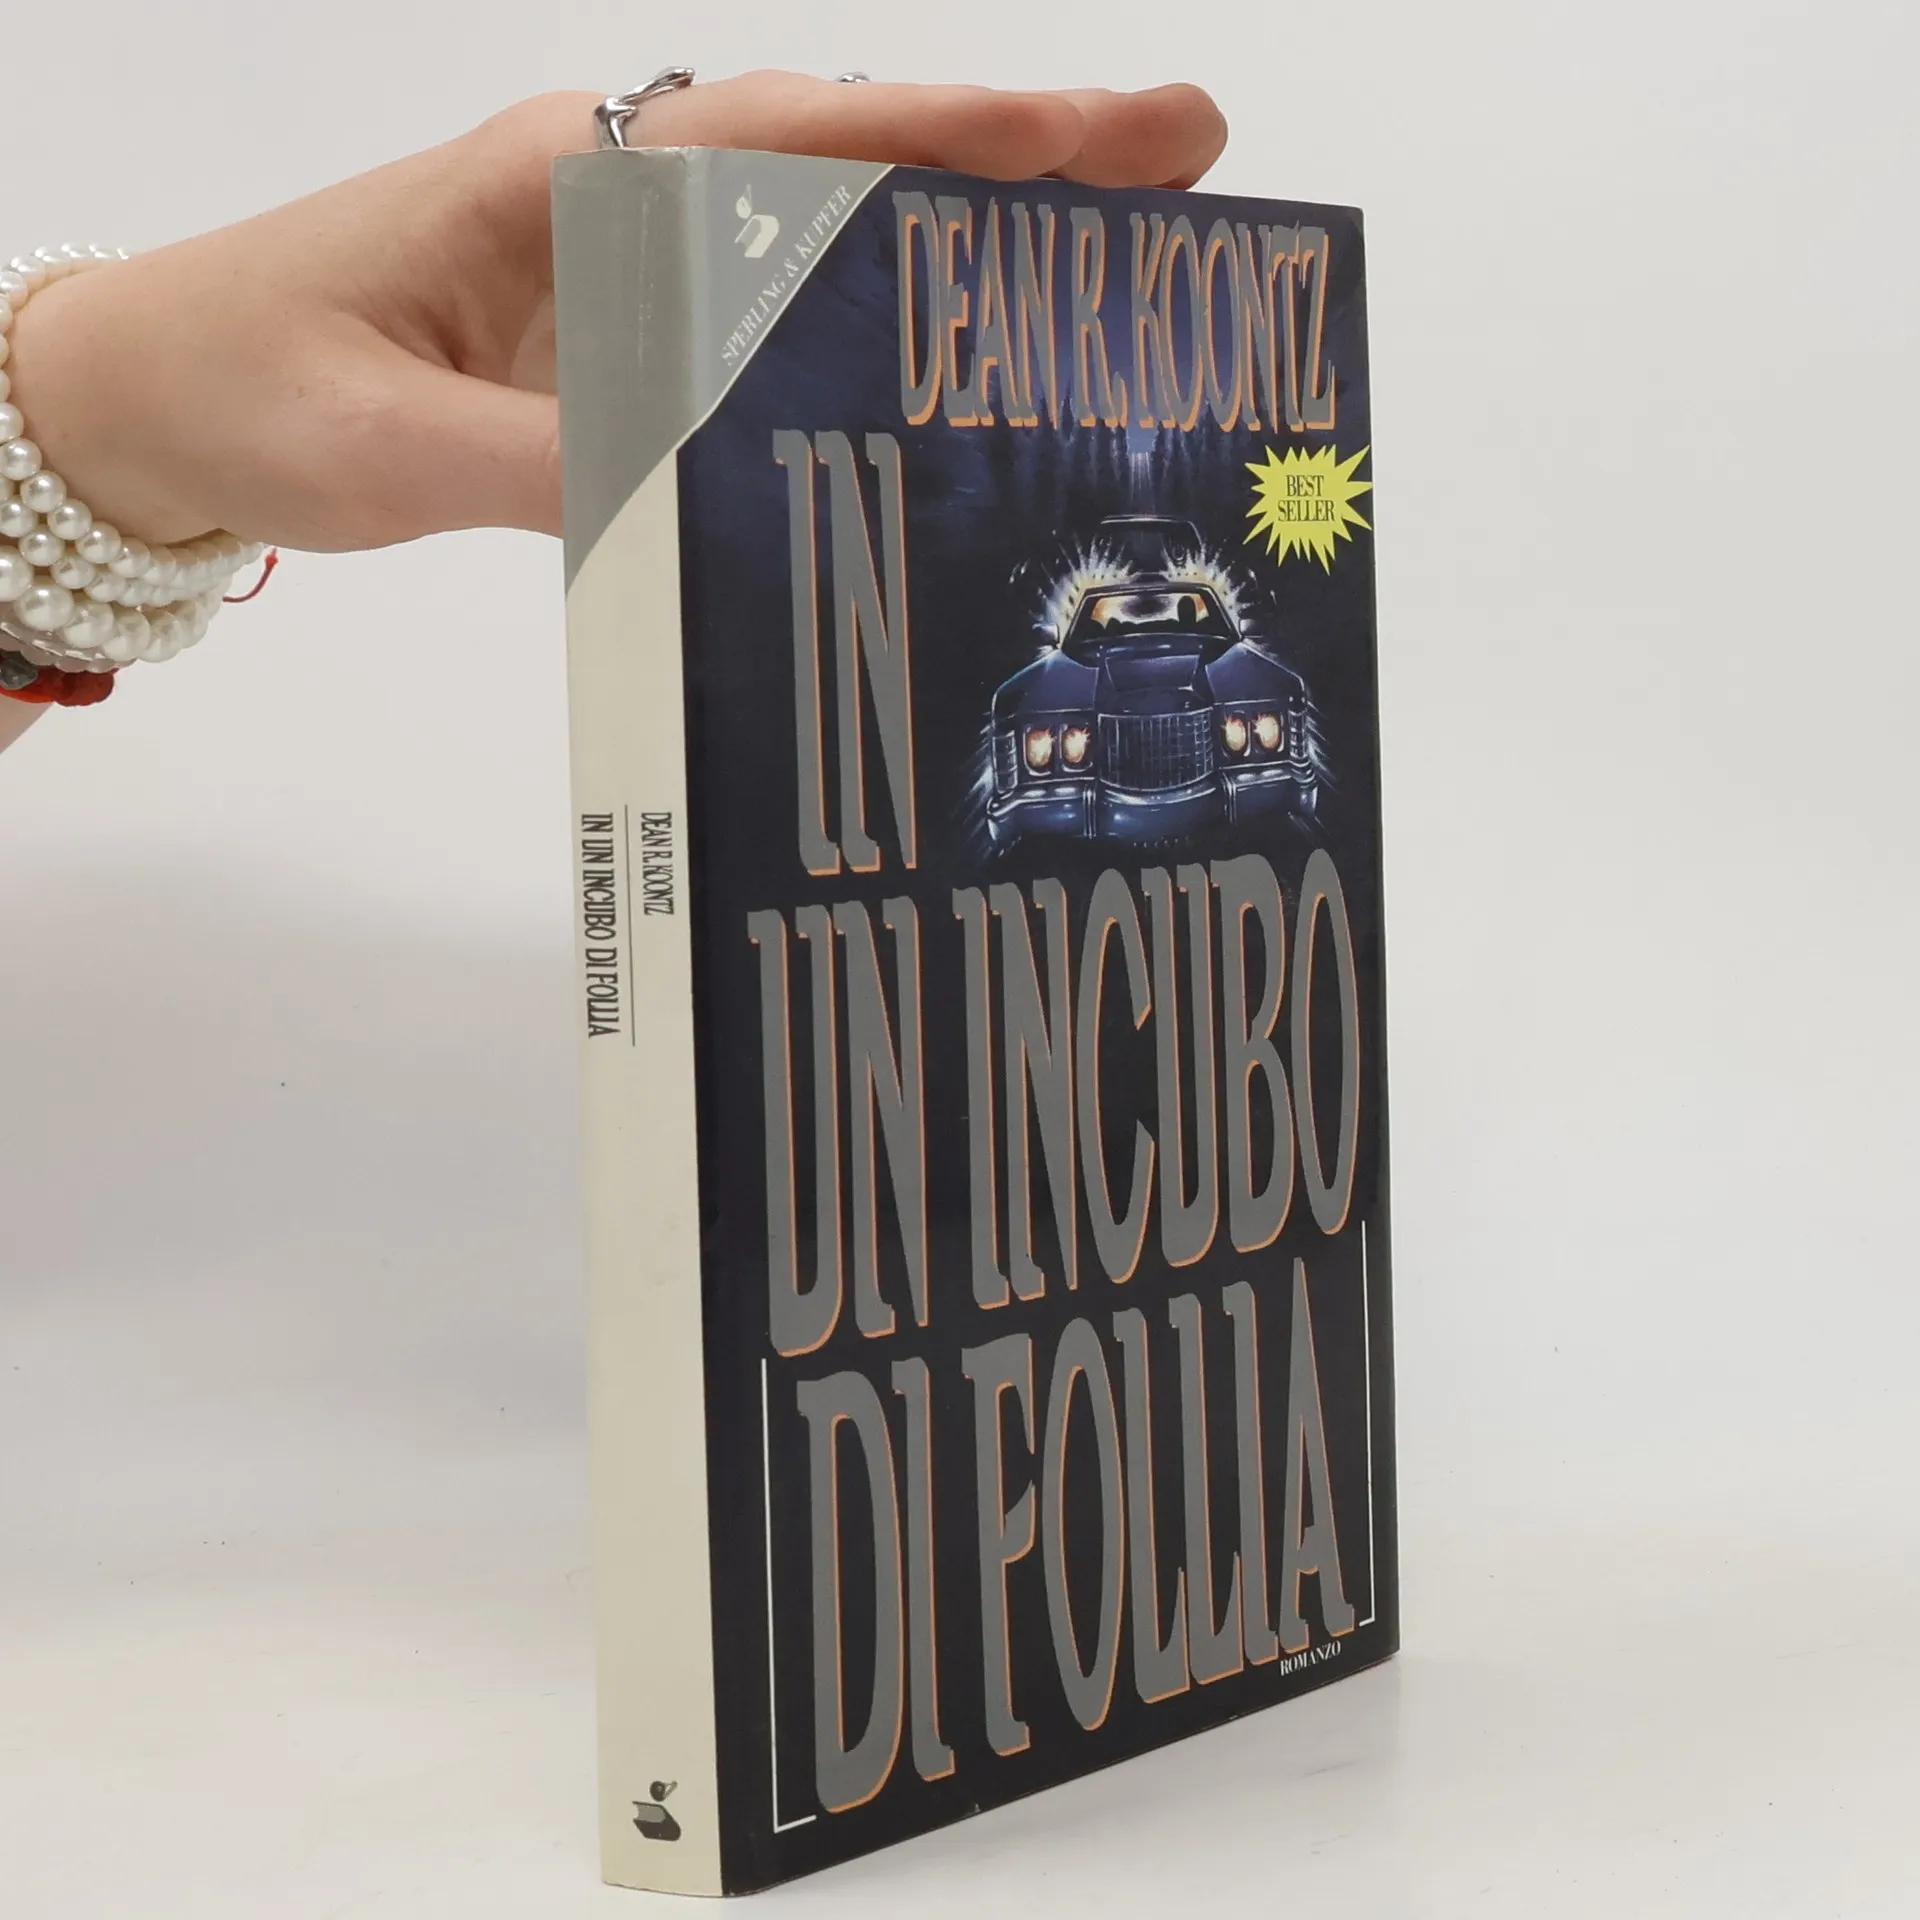 SPERLING & KUPFER
DEAN R. KOONTZ
BEST
SELLER
IN
UN INCUBO
DI FOLLIA
ROMANZO
DEAN R. KOONTZ
IN UN INCUBO DI FOLLIA